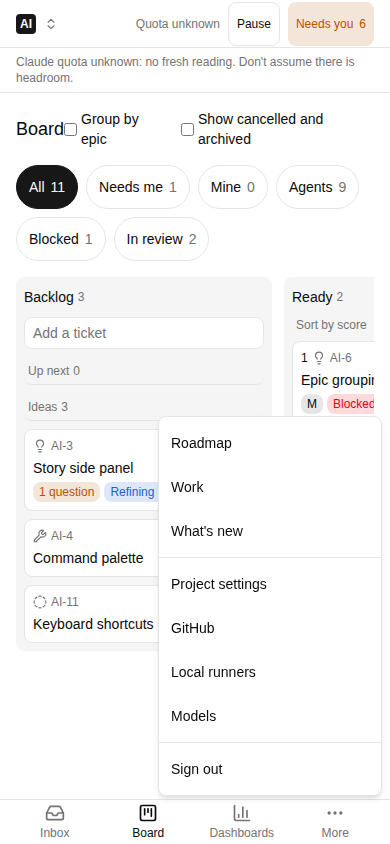 AI Quota unknown Pause Needs you 6
Claude quota unknown: no fresh reading. Don't assume there is
headroom.
Board Group by epic Show cancelled and archived
All 11 Needs me 1 Mine 0 Agents 9
Blocked 1 In review 2
Backlog 3
Add a ticket
Up next 0
Ideas 3
AI-3
Story side panel
1 question Refining
AI-4
Command palette
AI-11
Keyboard shortcuts
Ready 2
Sort by score
1 AI-6
Epic groupin
M Blocked
Roadmap
Work
What's new
Project settings
GitHub
Local runners
Models
Sign out
Inbox Board Dashboards More